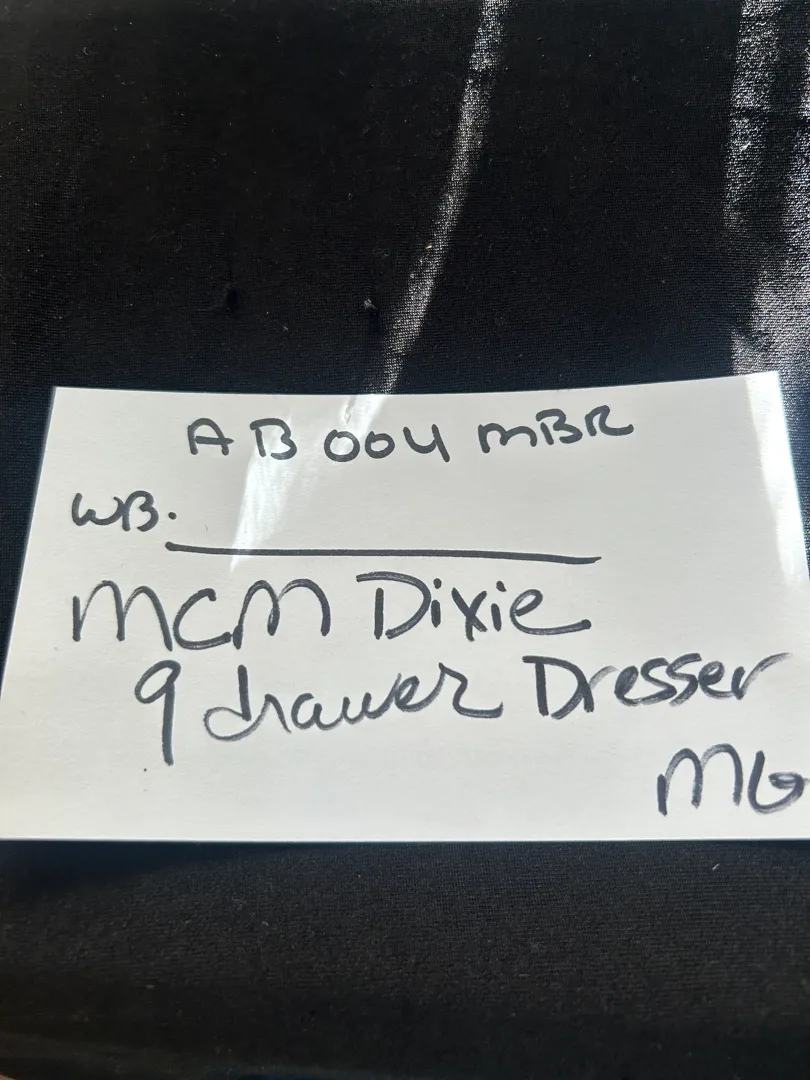 AB 004 MBR
WB.
MCM Dixie
9 drawer Dresser
MG